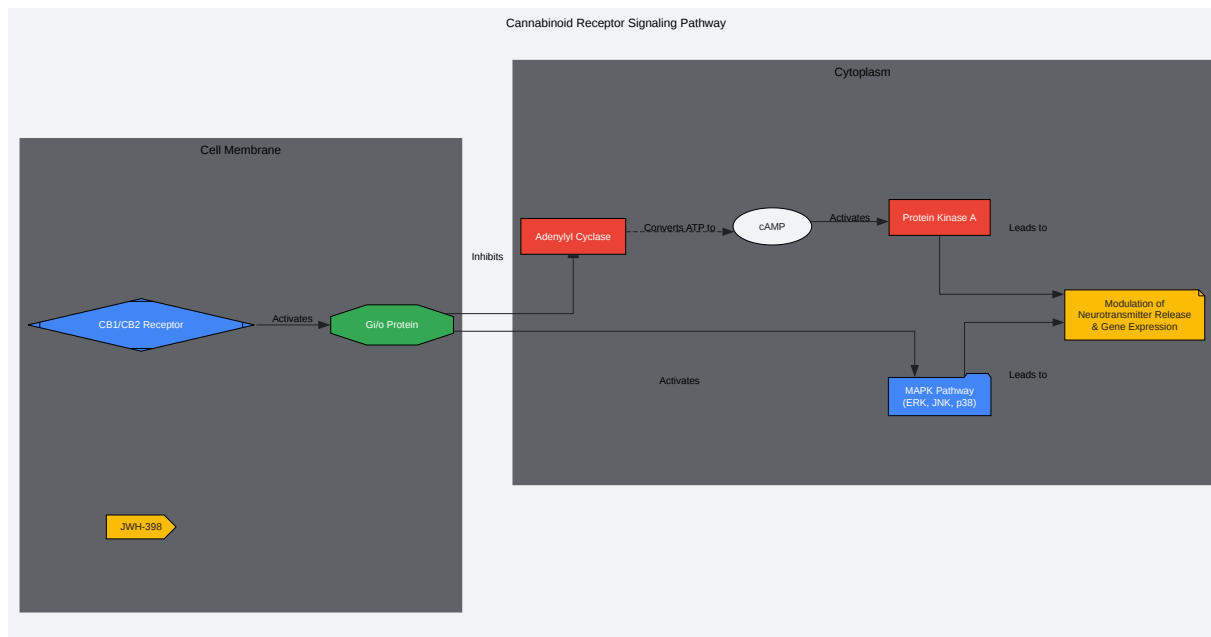 Cannabinoid Receptor Signaling Pathway
Cytoplasm
Cell Membrane
Adenylyl Cyclase
Converts ATP to
cAMP
Activates
Protein Kinase A
Leads to
Inhibits
CB1/CB2 Receptor
Activates
Gi/o Protein
Modulation of
Neurotransmitter Release
& Gene Expression
Activates
MAPK Pathway
(ERK, JNK, p38)
Leads to
JWH-398